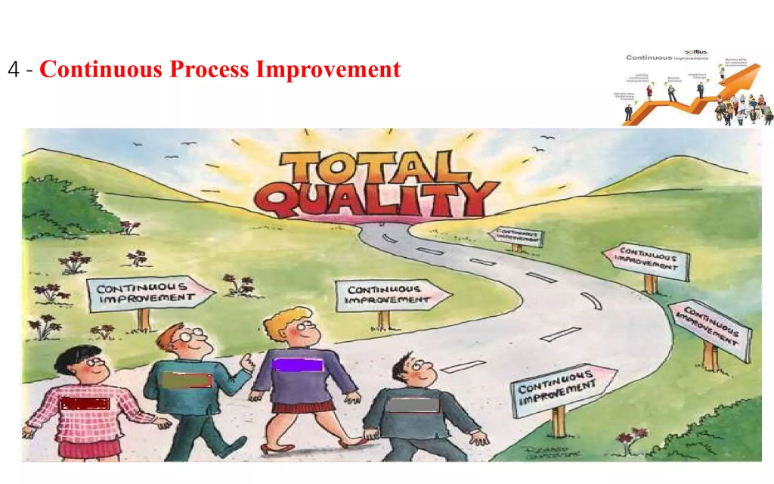 4 - Continuous Process Improvement
Continuous Improvement
TOTAL
QUALITY
CONTINUOUS
IMPROVEMENT
CONTINUOUS
IMPROVEMENT
CONTINUOUS
IMPROVEMENT
CONTINUOUS
IMPROVEMENT
CONTINUOUS
IMPROVEMENT
CONTINUOUS
IMPROVEMENT